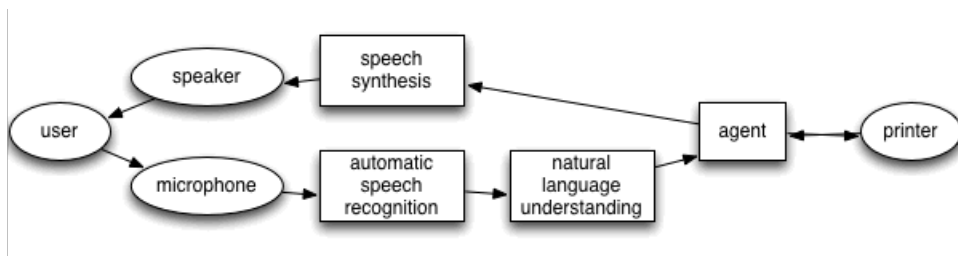 speaker
speech
synthesis
user
agent
printer
microphone
automatic
speech
recognition
natural
language
understanding